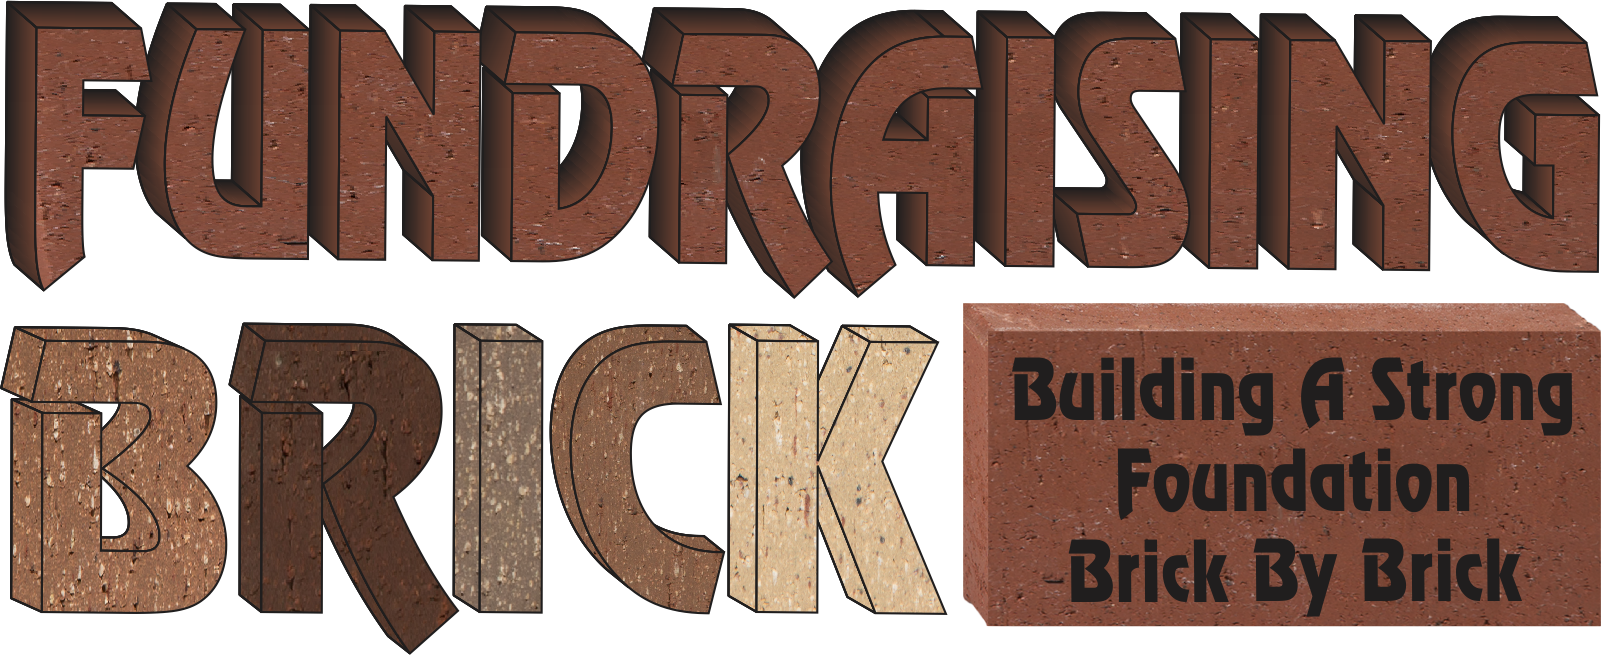 FUNDRAISING
BRICK
Building A Strong
Foundation
Brick By Brick